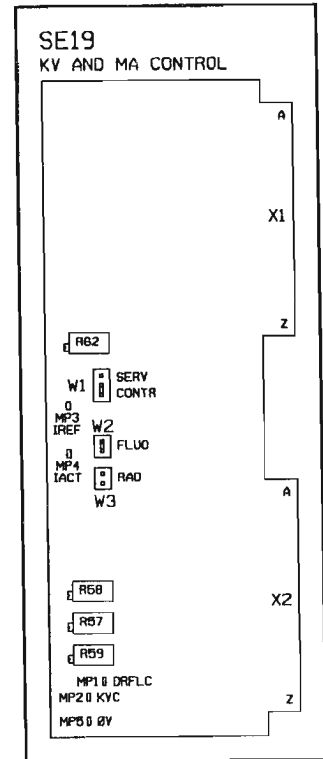 SE19
KV AND MA CONTROL
A
X1
Z
R62
W1 SERV
CONTR
MP3
IREF W2
FLUO
MP4
IACT RAD
W3
A
R58
X2
R57
R59
MP1 DRFLC
MP2 KVC
Z
MP5 0V